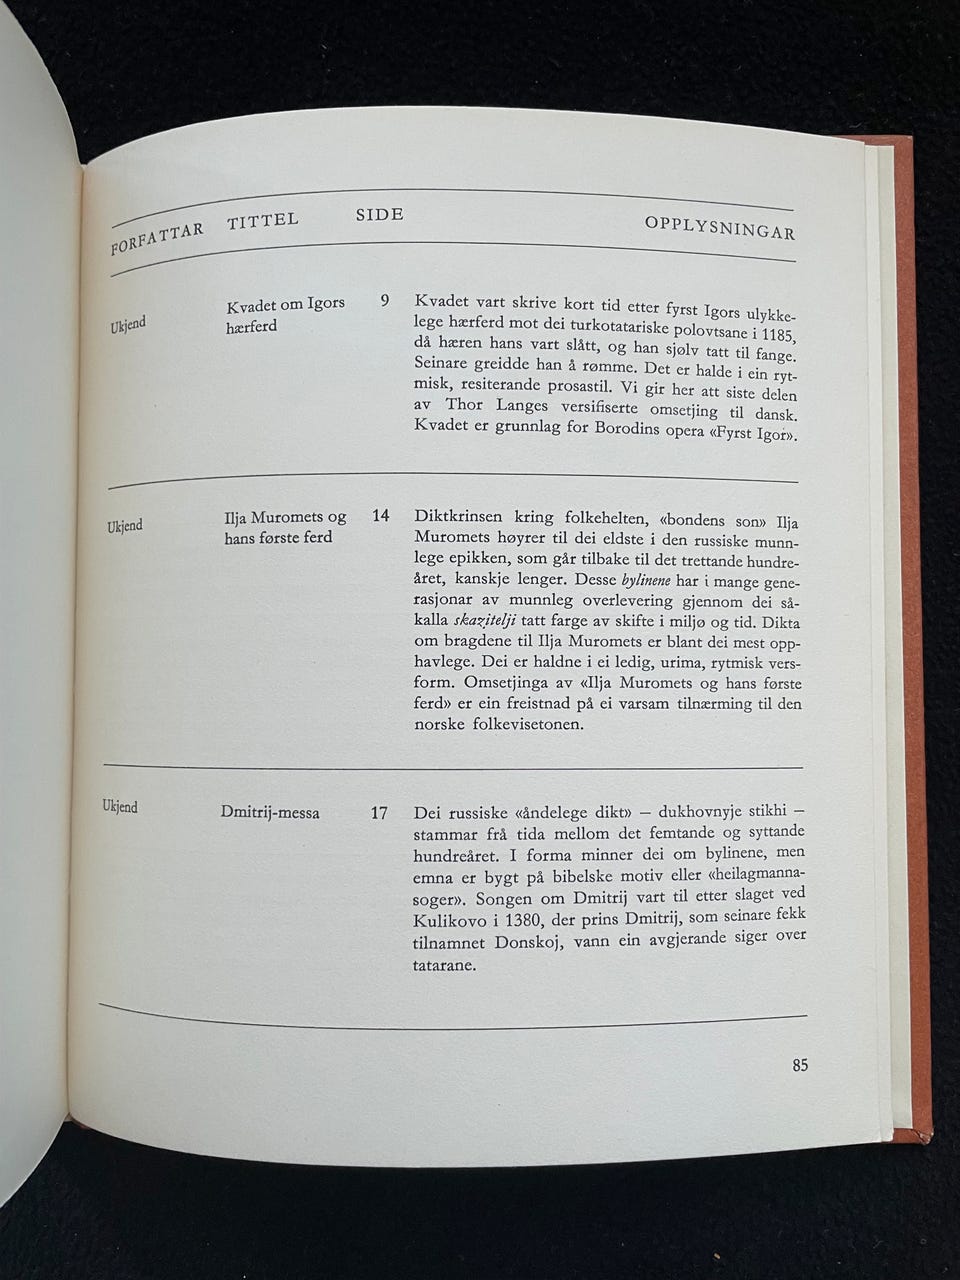 FORFATTAR TITTEL SIDE OPPLYSNINGAR
Ukjend
Kvadet om Igors
hærferd
9
Kvadet vart skrive kort tid etter fyrst Igors ulykke-
lege hærferd mot dei turkotatariske polovtsane i 1185,
då hæren hans vart slått, og han sjølv tatt til fange.
Seinare greidde han å rømme. Det er halde i ein ryt-
misk, resiterande prosastil. Vi gir her att siste delen
av Thor Langes versifiserte omsetjing til dansk.
Kvadet er grunnlag for Borodins opera «Fyrst Igor».
Ukjend
Ilja Muromets og
hans første ferd
14
Diktkrinsen kring folkehelten, «bondens son» Ilja
Muromets høyrer til dei eldste i den russiske munn-
lege epikken, som går tilbake til det trettande hundre-
året, kanskje lenger. Desse bylinene har i mange gene-
rasjonar av munnleg overlevering gjennom dei så-
kalla skazitelji tatt farge av skifte i miljø og tid. Dikta
om bragdene til Ilja Muromets er blant dei mest opp-
havlege. Dei er haldne i ei ledig, urima, rytmisk vers-
form. Omsetjinga av «Ilja Muromets og hans første
ferd» er ein freistnad på ei varsam tilnærming til den
norske folkevisetonen.
Ukjend
Dmitrij-messa
17
Dei russiske «åndelege dikt» – dukhovnyje stikhi –
stammar frå tida mellom det femtande og syttande
hundreåret. I forma minner dei om bylinene, men
emna er bygt på bibelske motiv eller «heilagmanna-
soger». Songen om Dmitrij vart til etter slaget ved
Kulikovo i 1380, der prins Dmitrij, som seinare fekk
tilnamnet Donskoj, vann ein avgjerande siger over
tatarane.
85